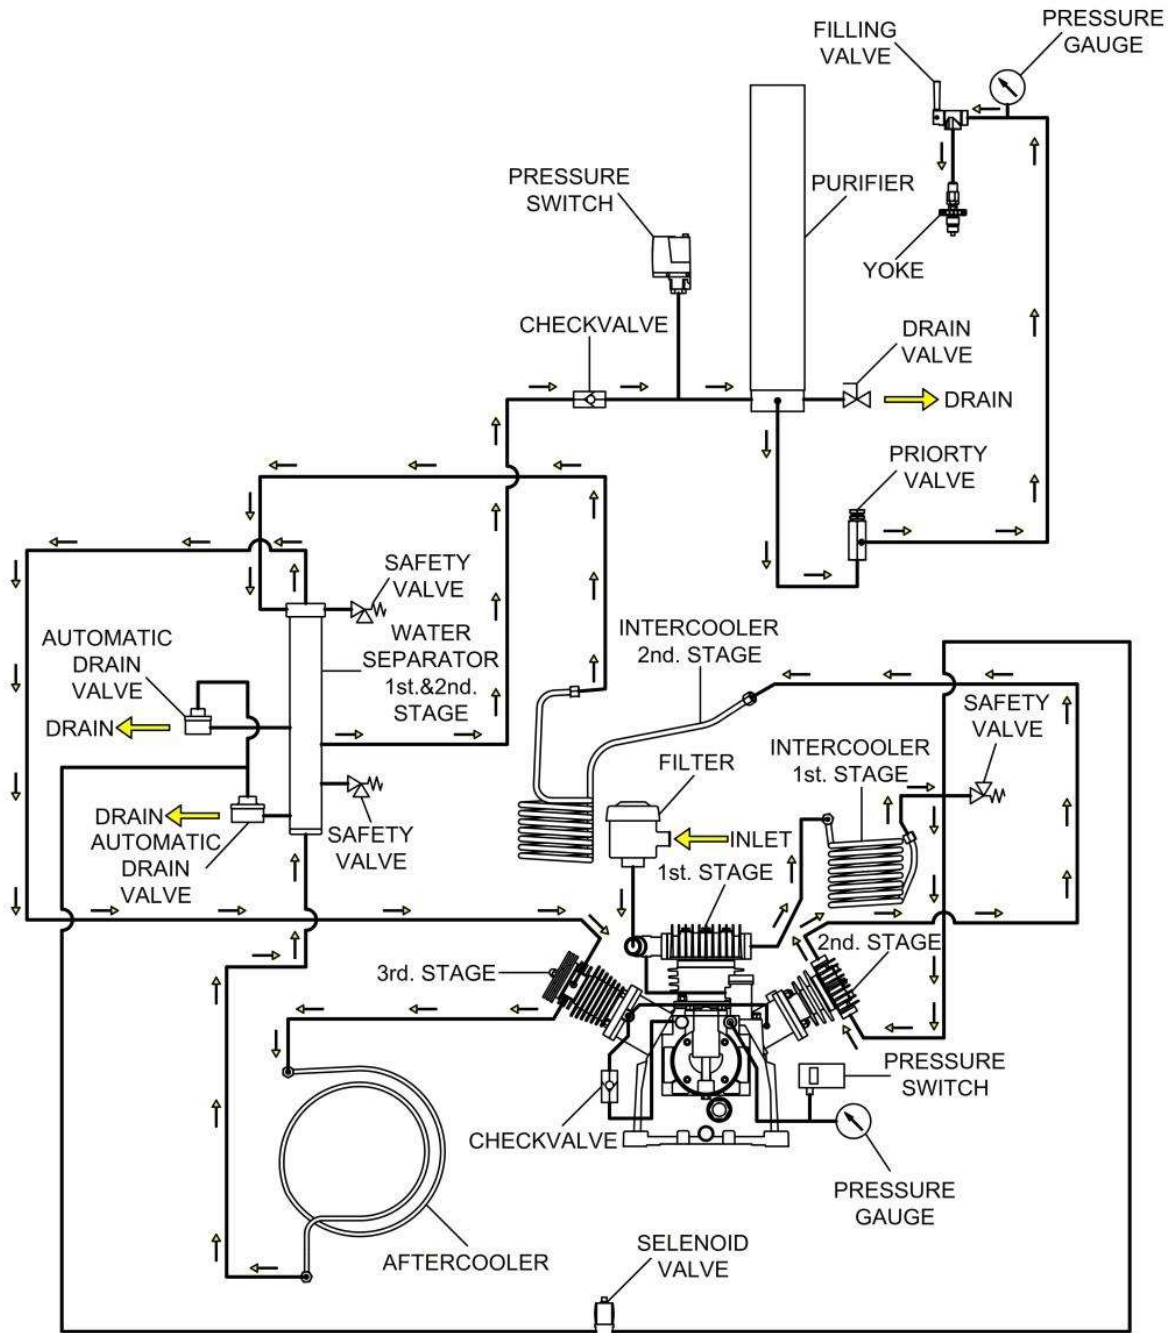 PRESSURE
GAUGE
FILLING
VALVE
PRESSURE
SWITCH
PURIFIER
YOKE
CHECKVALVE
DRAIN
VALVE
DRAIN
PRIORTY
VALVE
SAFETY
VALVE
WATER
SEPARATOR
1st.&2nd.
STAGE
INTERCOOLER
2nd. STAGE
AUTOMATIC
DRAIN
VALVE
DRAIN
SAFETY
VALVE
INTERCOOLER
1st. STAGE
FILTER
DRAIN
AUTOMATIC
DRAIN
VALVE
SAFETY
VALVE
INLET
1st. STAGE
2nd. STAGE
3rd. STAGE
PRESSURE
SWITCH
CHECKVALVE
PRESSURE
GAUGE
AFTERCOOLER
SELENOID
VALVE